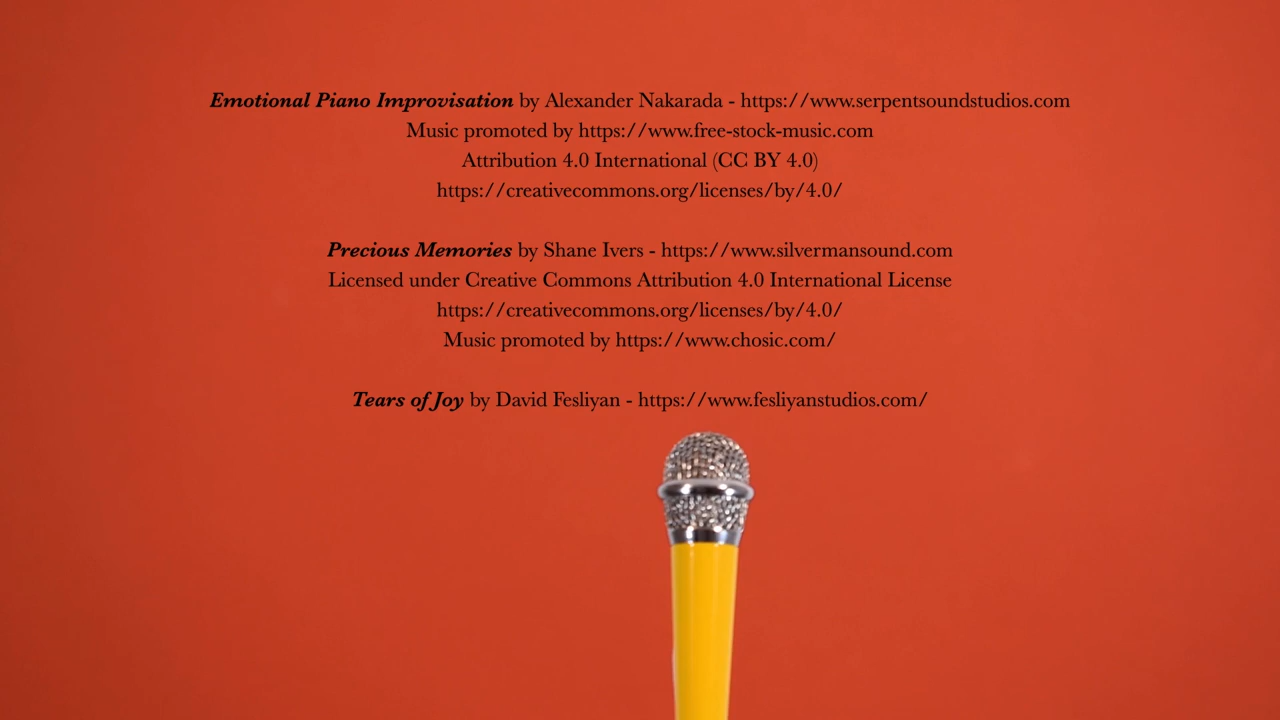 Emotional Piano Improvisation by Alexander Nakarada - https://www.serpentsoundstudios.com
Music promoted by https://www.free-stock-music.com
Attribution 4.0 International (CC BY 4.0)
https://creativecommons.org/licenses/by/4.0/
Precious Memories by Shane Ivers - https://www.silvermansound.com
Licensed under Creative Commons Attribution 4.0 International License
https://creativecommons.org/licenses/by/4.0/
Music promoted by https://www.chosic.com/
Tears of Joy by David Fesliyan - https://www.fesliyanstudios.com/